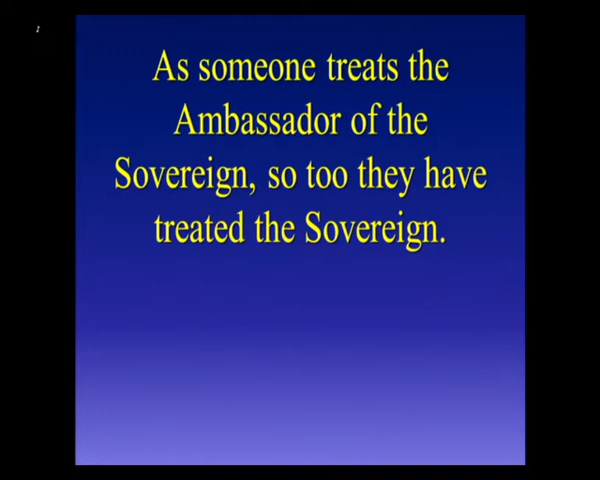 As someone treats the
Ambassador of the
Sovereign, so too they have
treated the Sovereign.